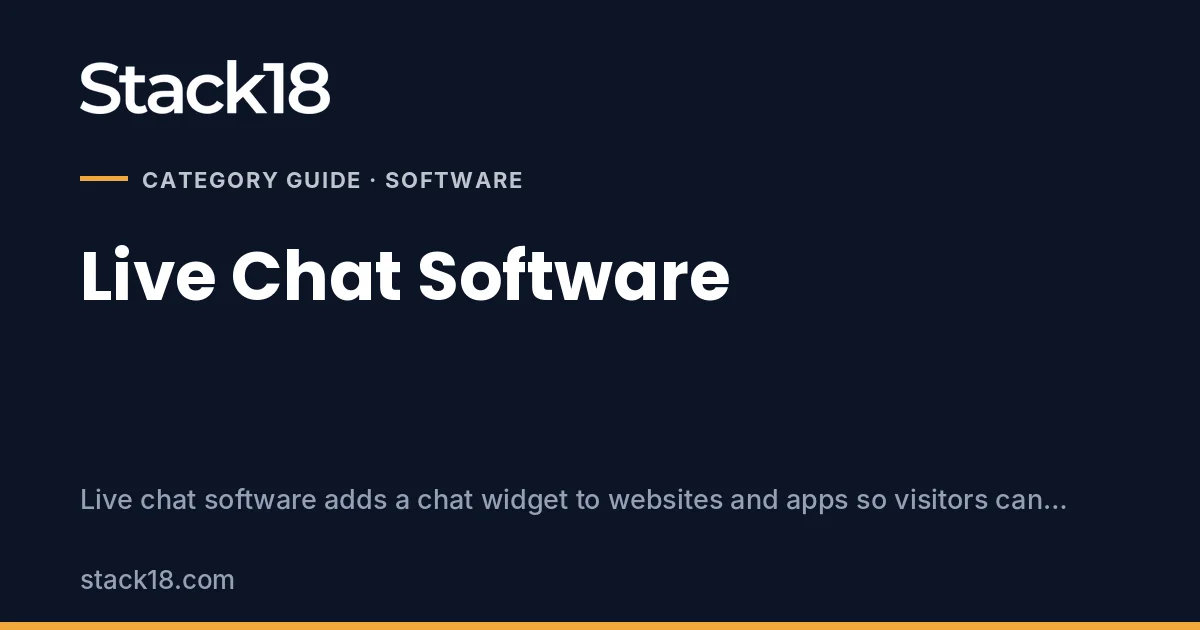 Stack18
CATEGORY GUIDE · SOFTWARE
Live Chat Software
Live chat software adds a chat widget to websites and apps so visitors can...
stack18.com